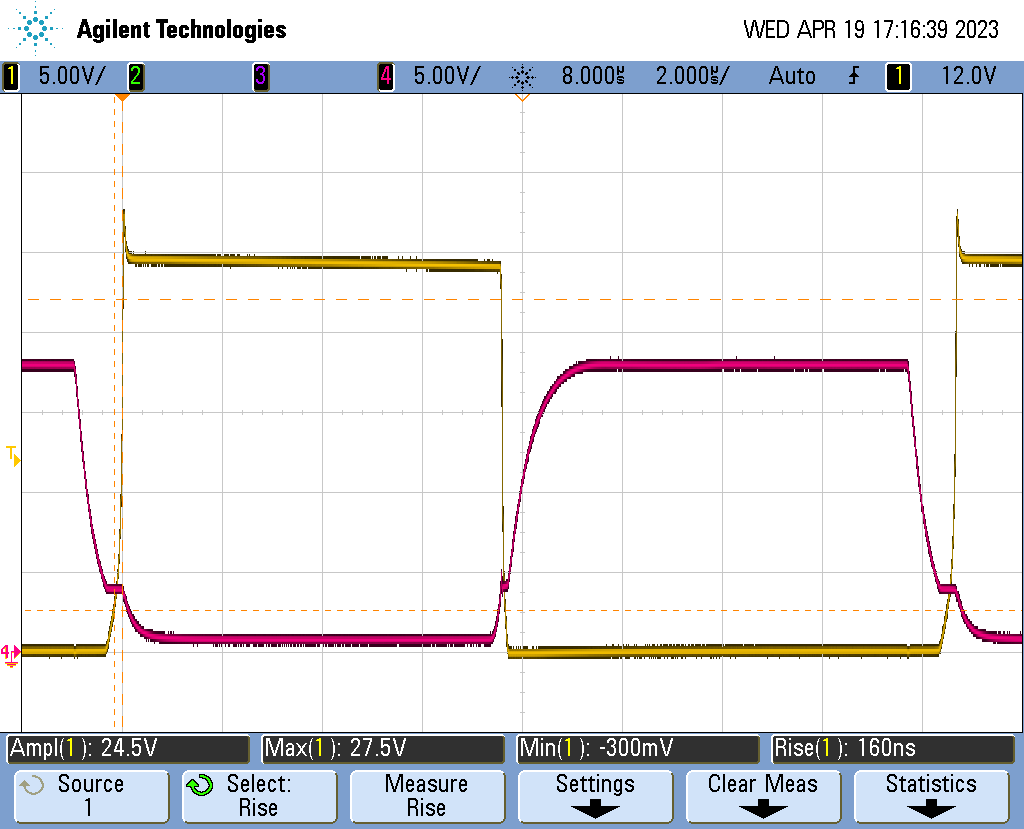 Agilent Technologies
WED APR 19 17:16:39 2023
1 5.00V/ 2 3 4 5.00V/ 8.000µs 2.000µs/ Auto 1 12.0V
T
4
Ampl(1): 24.5V Max(1): 27.5V Min(1): -300mV Rise(1): 160ns
Source
1
Select:
Rise
Measure
Rise
Settings
Clear Meas
Statistics